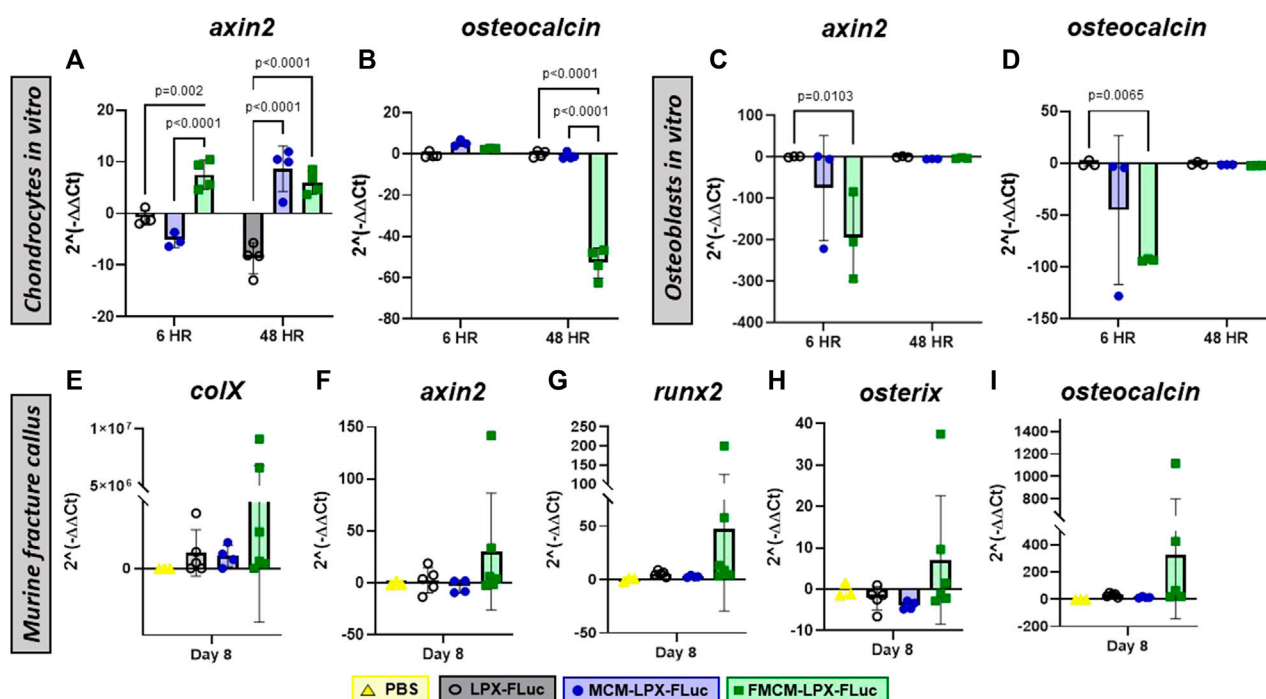 axin2
osteocalcin
axin2
osteocalcin
Chondrocytes in vitro
A
2^(-ΔΔCt)
20
10
0
-10
-20
p=0.002
p<0.0001
p<0.0001
p<0.0001
6 HR
48 HR
B
2^(-ΔΔCt)
20
0
-20
-40
-60
-80
p<0.0001
p<0.0001
6 HR
48 HR
Osteoblasts in vitro
C
2^(-ΔΔCt)
100
0
-100
-200
-300
-400
p=0.0103
6 HR
48 HR
D
2^(-ΔΔCt)
50
0
-50
-100
-150
p=0.0065
6 HR
48 HR
Murine fracture callus
E
colX
2^(-ΔΔCt)
1×10^7
5×10^6
0
Day 8
F
axin2
2^(-ΔΔCt)
150
100
50
0
-50
Day 8
G
runx2
2^(-ΔΔCt)
250
200
150
100
50
0
-50
Day 8
H
osterix
2^(-ΔΔCt)
40
30
20
10
0
-10
Day 8
I
osteocalcin
2^(-ΔΔCt)
1400
1200
1000
800
600
400
200
0
-200
Day 8
PBS
LPX-FLuc
MCM-LPX-FLuc
FMCM-LPX-FLuc